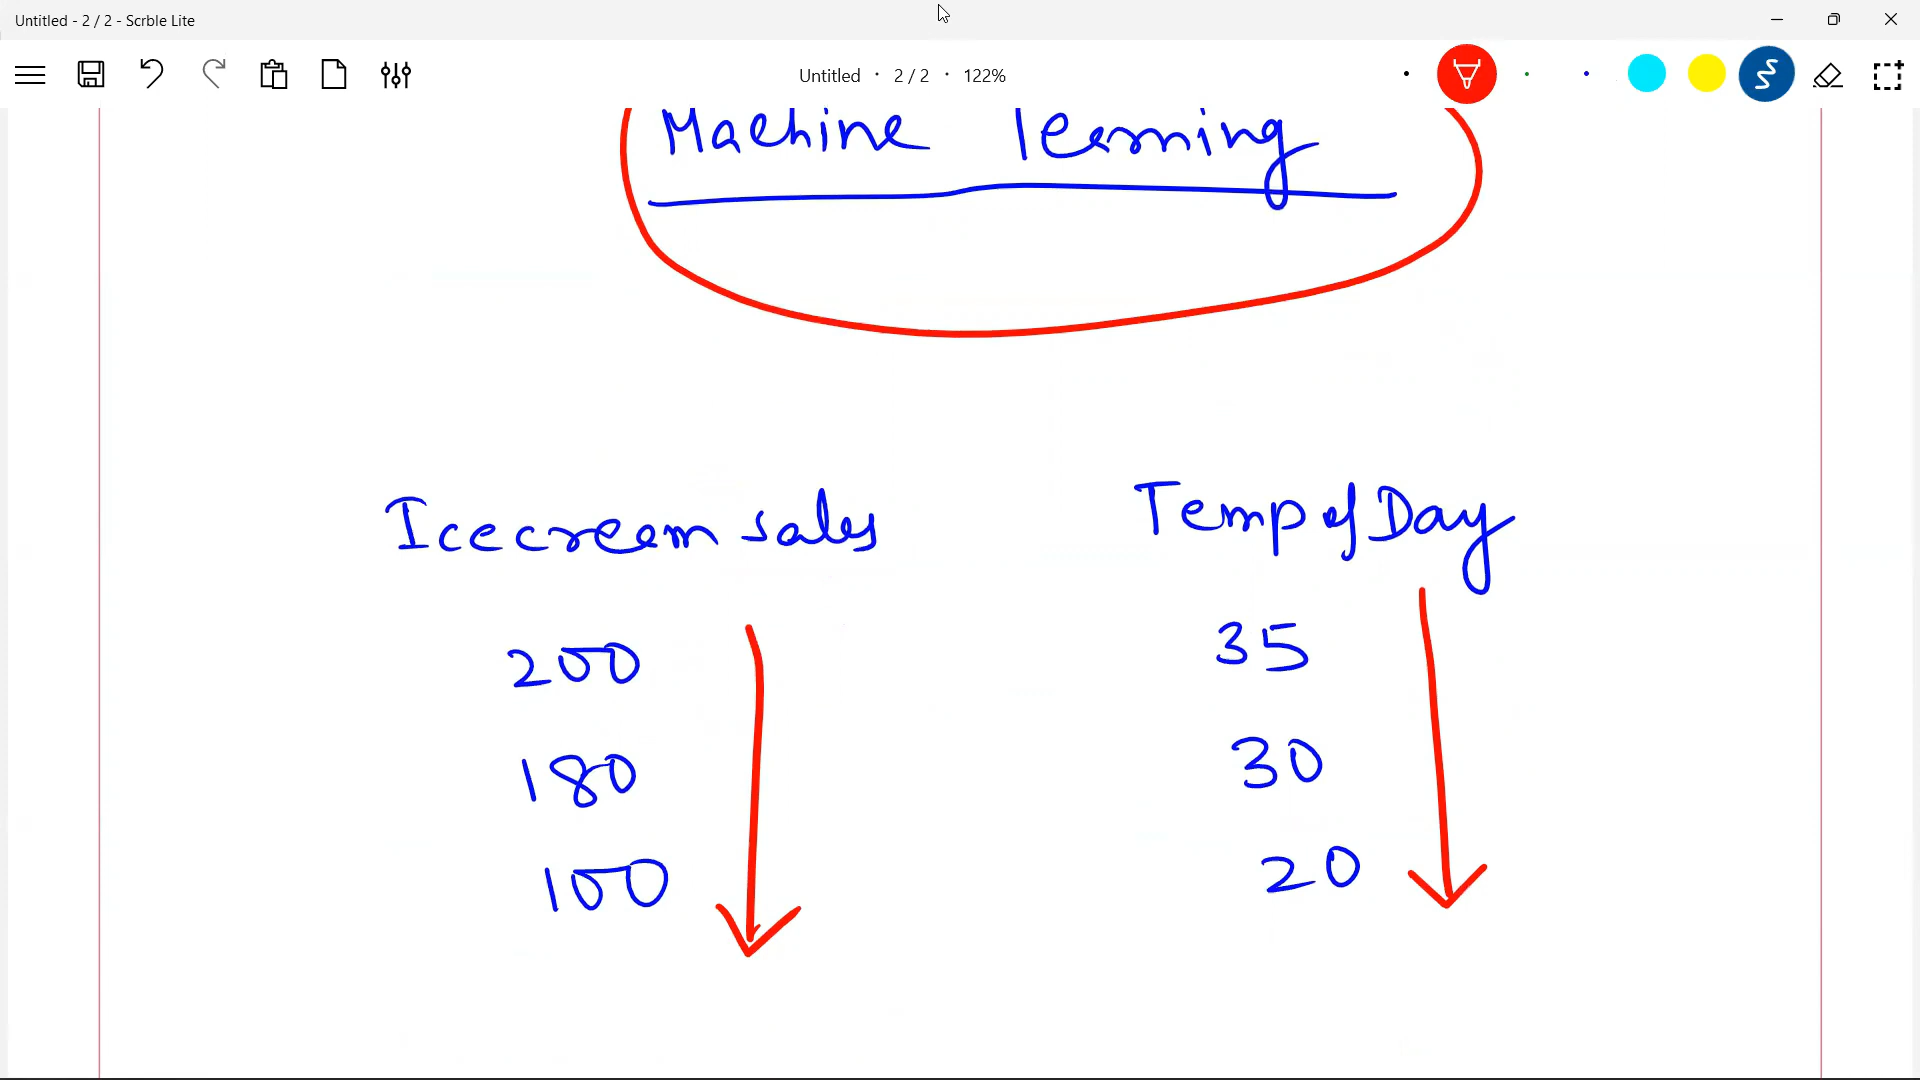 Untitled - 2 / 2 - Scrble Lite
Untitled · 2 / 2 · 122%
Machine learning
Icecream sales Temp of Day
200 35
180 30
100 20